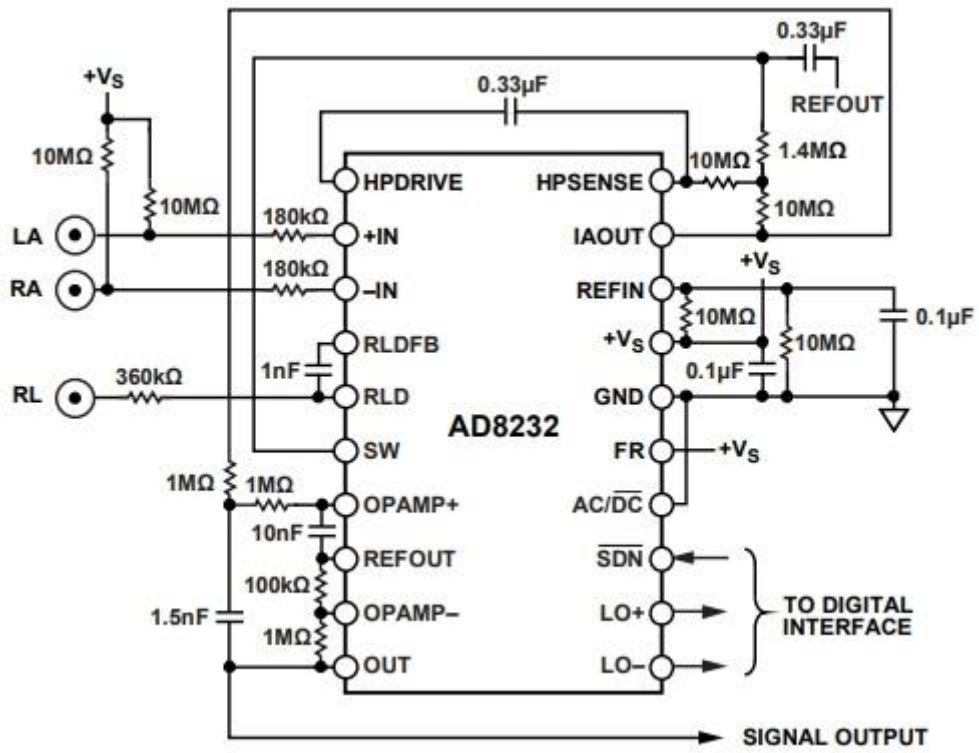 0.33µF
+VS
0.33µF
REFOUT
10MΩ
10MΩ
1.4MΩ
HPDRIVE
HPSENSE
10MΩ
180kΩ
10MΩ
LA
+IN
IAOUT
+VS
180kΩ
RA
–IN
REFIN
10MΩ
0.1µF
RLDFB
+VS
10MΩ
1nF
0.1µF
360kΩ
RL
RLD
GND
AD8232
SW
FR
+VS
1MΩ
1MΩ
OPAMP+
AC/DC
10nF
REFOUT
SDN
100kΩ
1.5nF
OPAMP–
LO+
TO DIGITAL
INTERFACE
1MΩ
OUT
LO–
SIGNAL OUTPUT